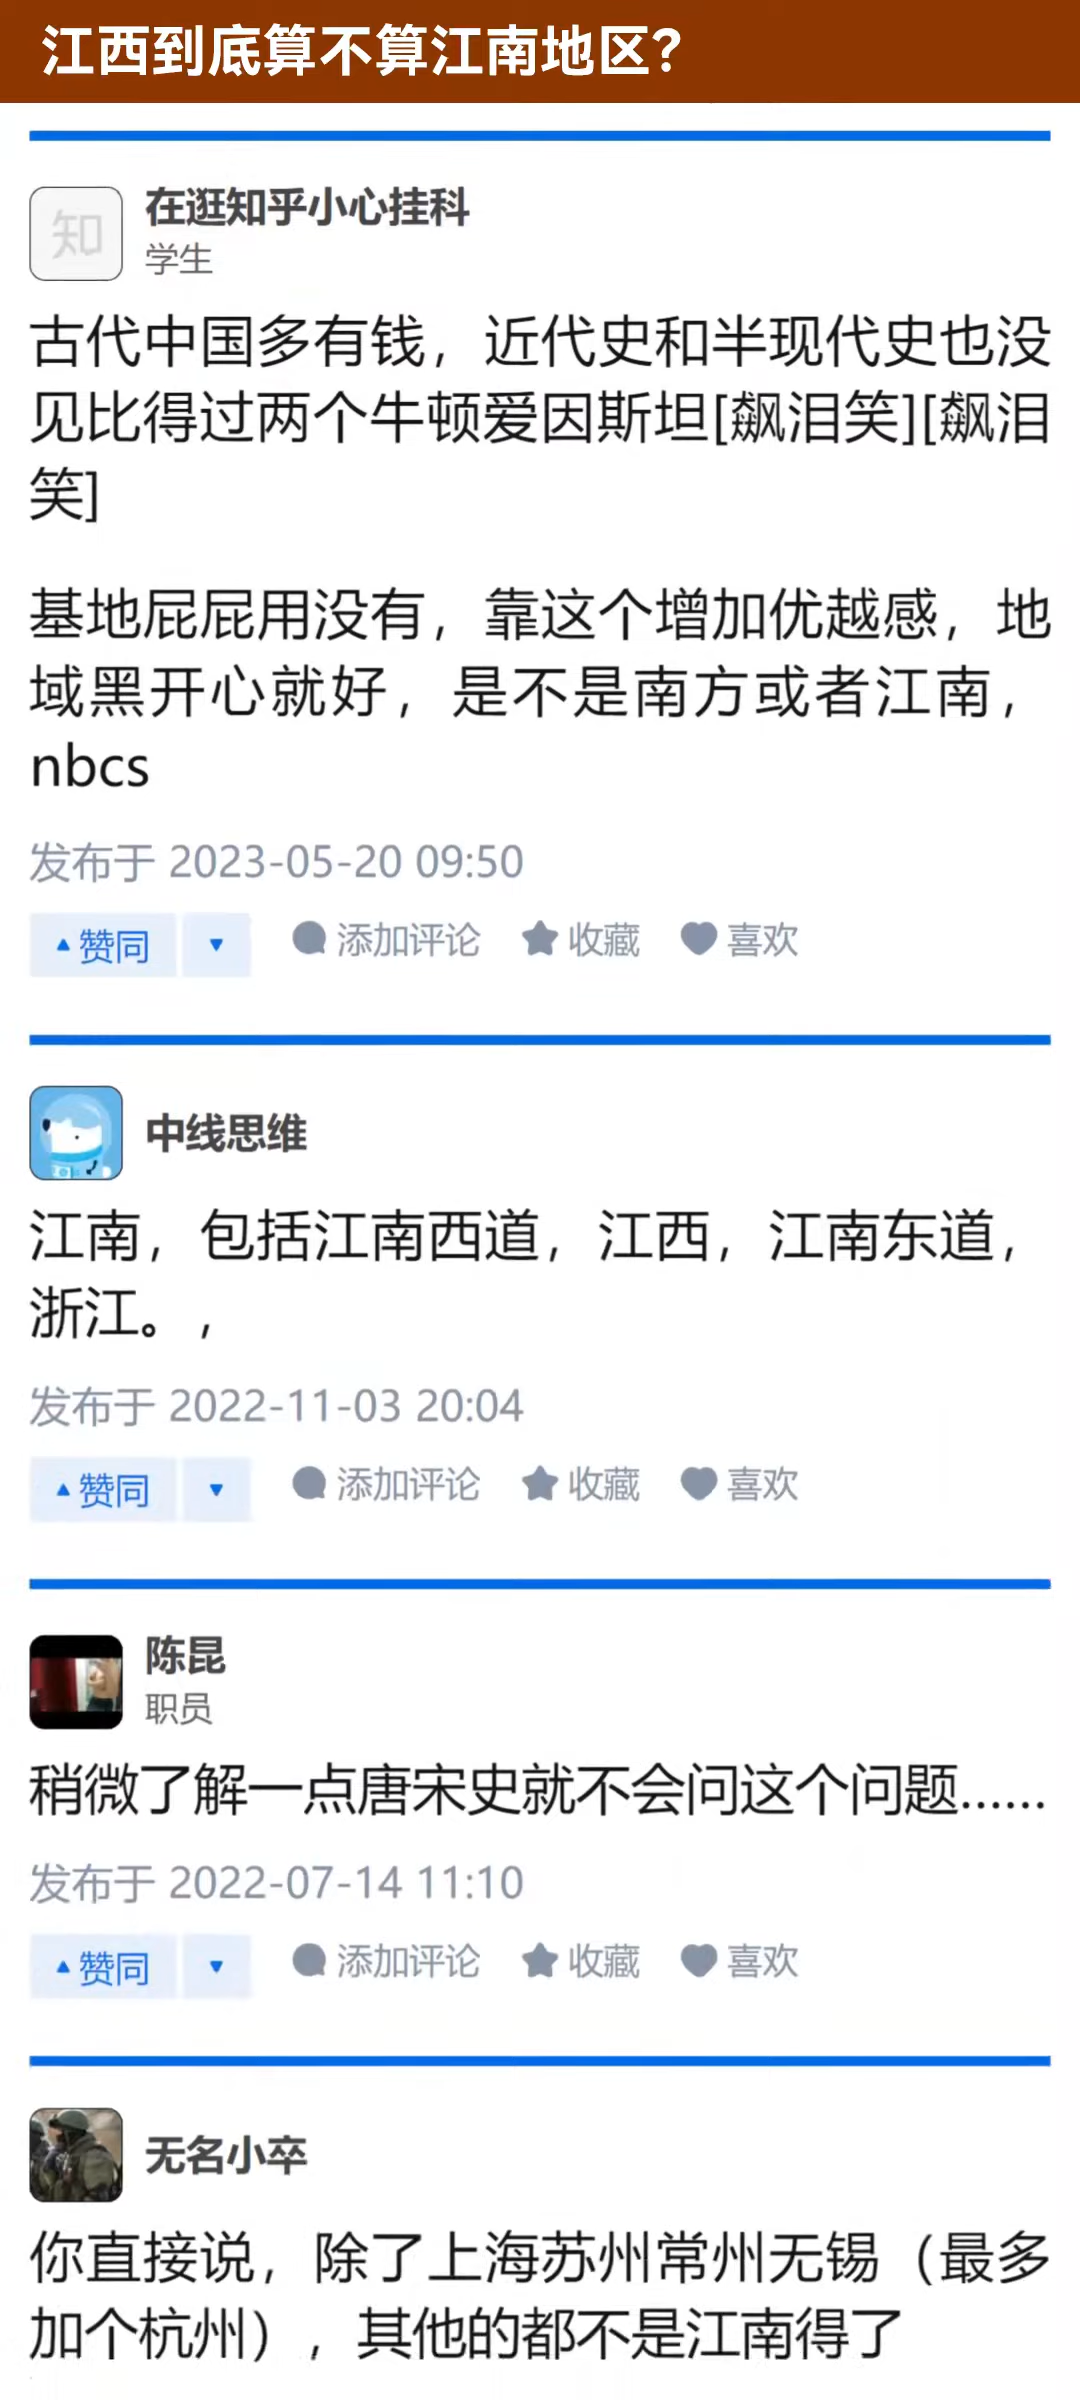 江西到底算不算江南地区?
知
在逛知乎小心挂科
学生
古代中国多有钱，近代史和半现代史也没
见比得过两个牛顿爱因斯坦[飙泪笑][飙泪
笑]
基地屁屁用没有，靠这个增加优越感，地
域黑开心就好，是不是南方或者江南，
nbcs
发布于 2023-05-20 09:50
赞同 添加评论 收藏 喜欢
中线思维
江南，包括江南西道，江西，江南东道，
浙江。，
发布于 2022-11-03 20:04
赞同 添加评论 收藏 喜欢
陈昆
职员
稍微了解一点唐宋史就不会问这个问题……
发布于 2022-07-14 11:10
赞同 添加评论 收藏 喜欢
无名小卒
你直接说，除了上海苏州常州无锡（最多
加个杭州），其他的都不是江南得了